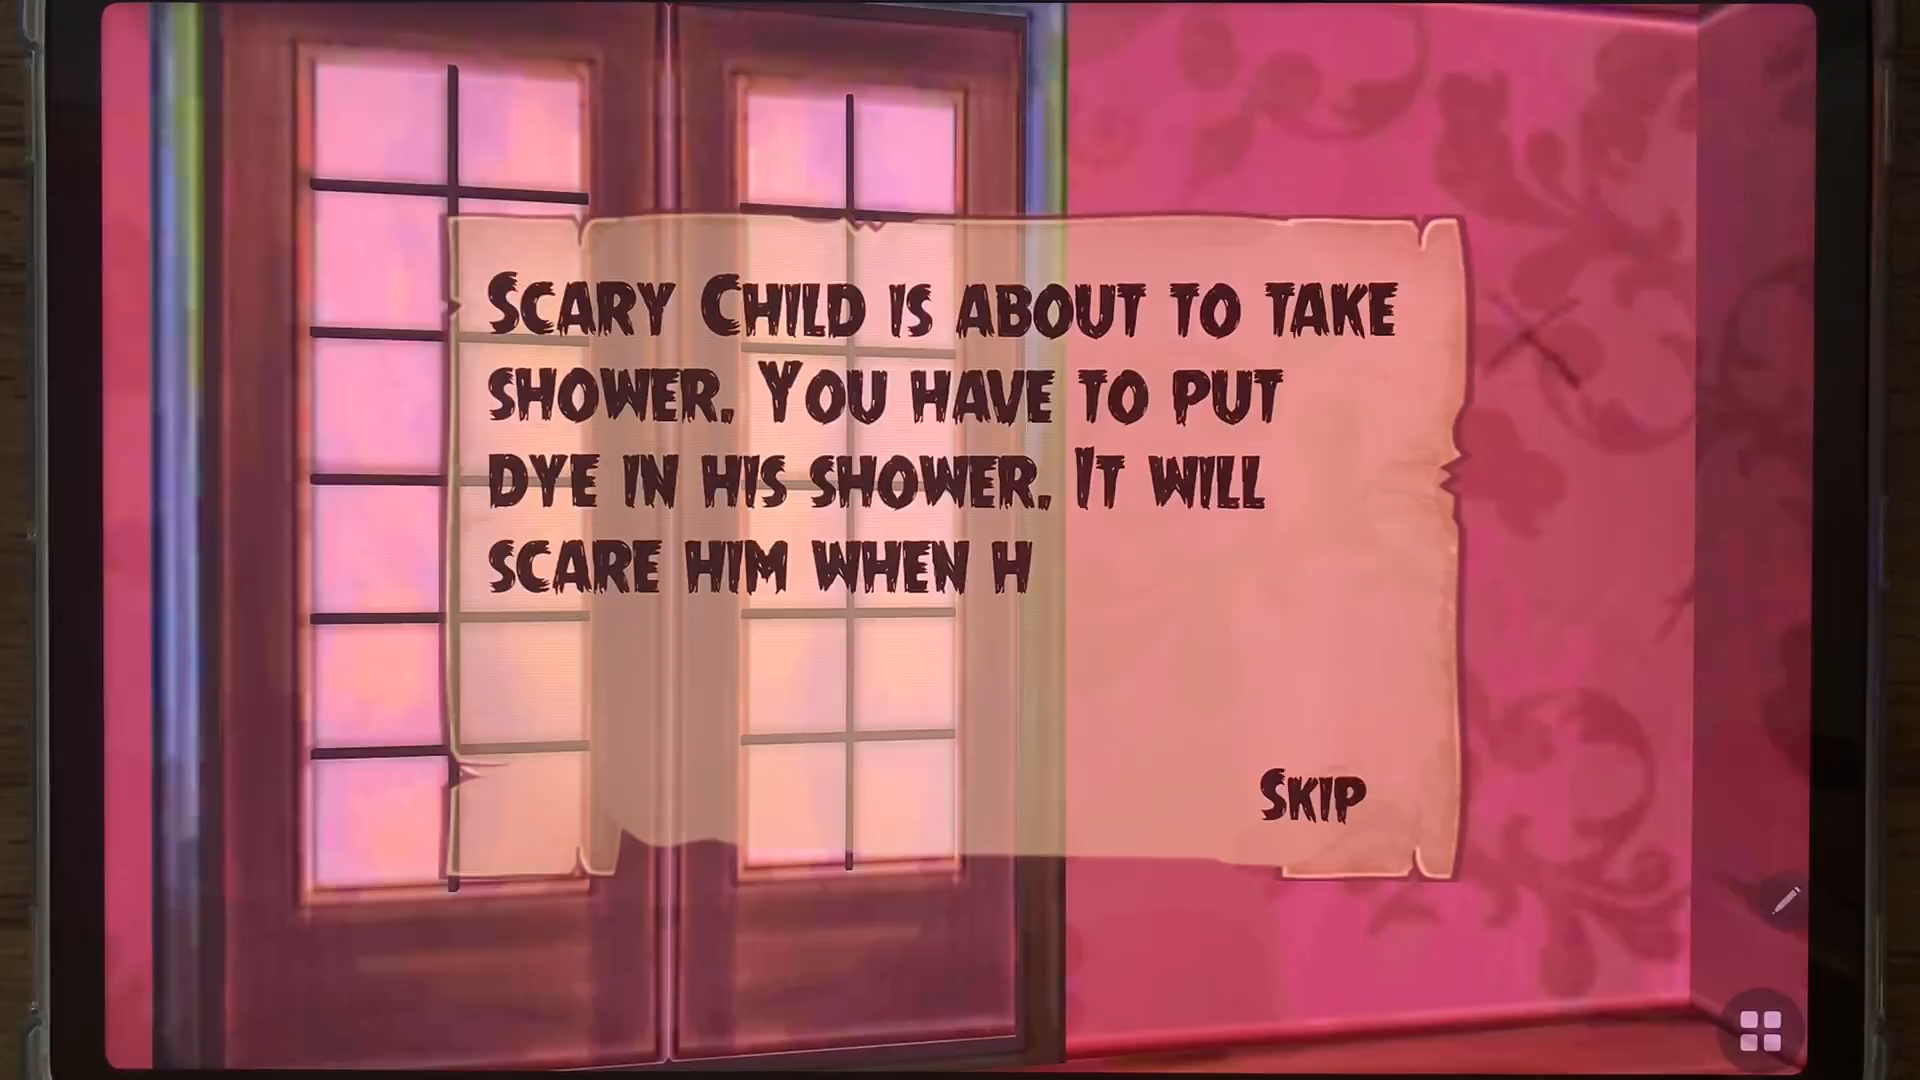 Scary Child is about to take
shower. You have to put
dye in his shower. It will
scare him when h
Skip